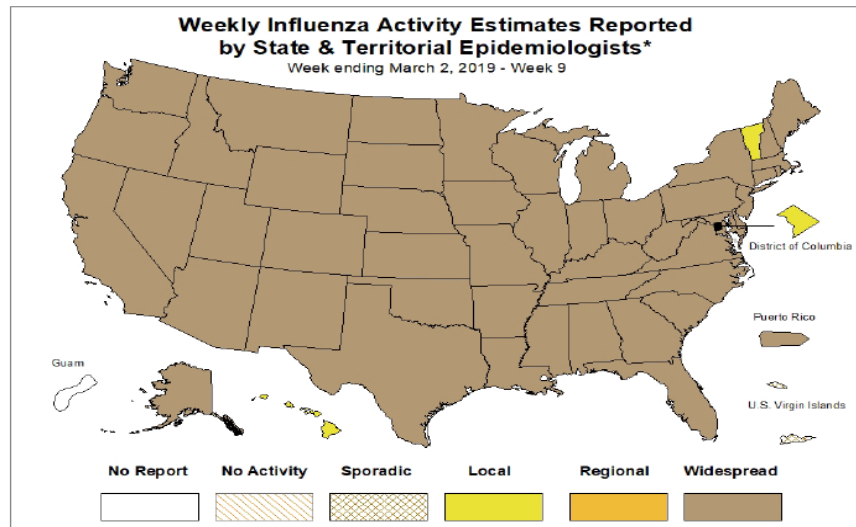 Weekly Influenza Activity Estimates Reported
by State & Territorial Epidemiologists*
Week ending March 2, 2019 - Week 9
District of Columbia
Puerto Rico
Guam
U.S. Virgin Islands
No Report No Activity Sporadic Local Regional Widespread